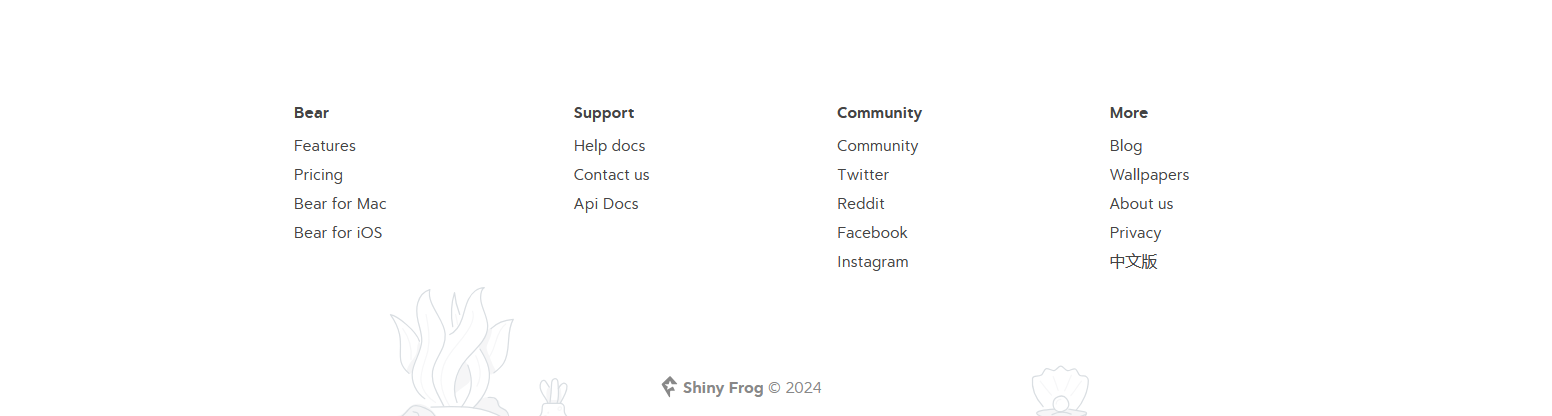 Bear
Features
Pricing
Bear for Mac
Bear for iOS
Support
Help docs
Contact us
Api Docs
Community
Community
Twitter
Reddit
Facebook
Instagram
More
Blog
Wallpapers
About us
Privacy
中文版
Shiny Frog © 2024